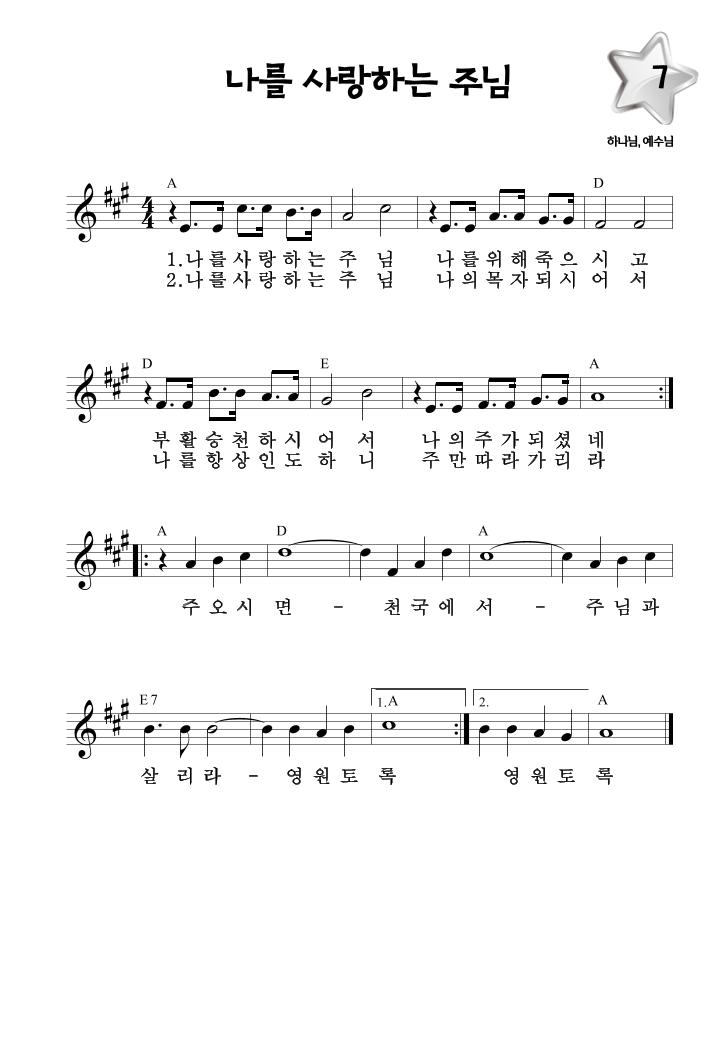 나를 사랑하는 주님
7
하나님, 예수님
A D
4
4
1.나를사랑하는주 님 나를위해죽으시고
2.나를사랑하는주 님 나의목자되시어서
D E A
부활승천하시어 서 나의주가되셨네
나를항상인도하 니 주만따라가리라
A D A
주오시면 - 천국에서 - 주님과
E7 1.A 2. A
살 리라 - 영원토록 영원토록